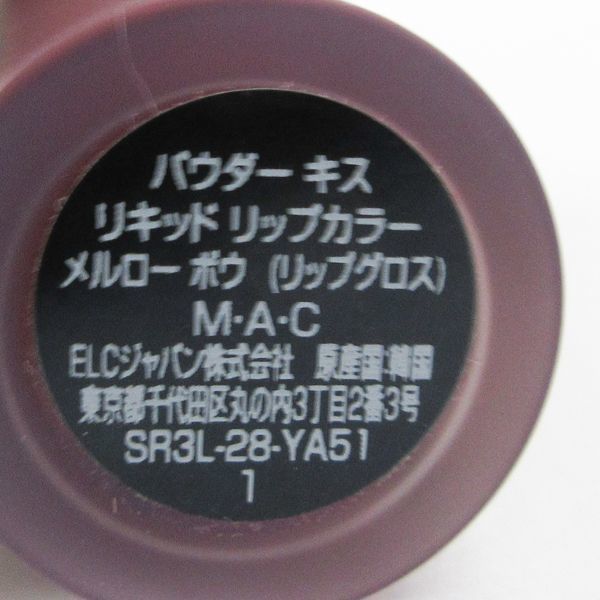 パウダー キス
リキッド リップカラー
メルロー ボウ (リップグロス)
M・A・C
ELCジャパン株式会社 原産国:韓国
東京都千代田区丸の内3丁目2番3号
SR3L-28-YA51
1